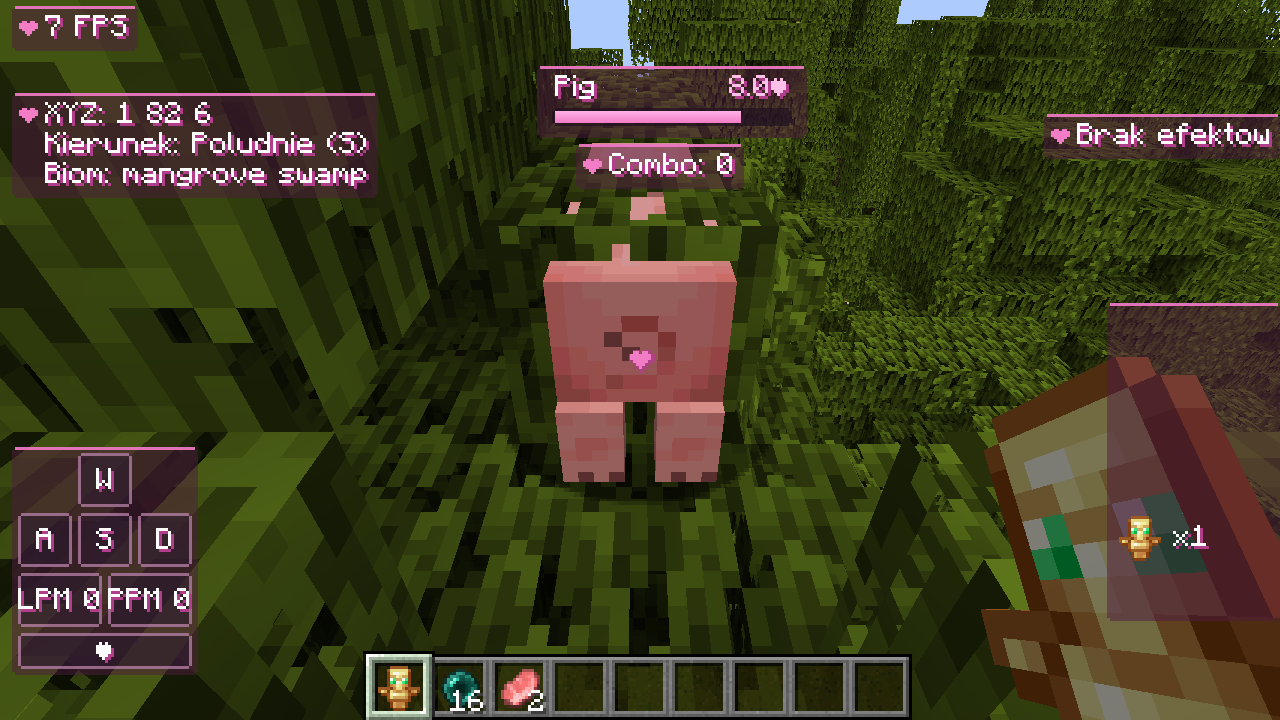 7 FPS
XYZ: 1 82 6
Kierunek: Poludnie (S)
Biom: mangrove swamp
Pig 8.0
Combo: 0
Brak efektow
W
A S D
LPM 0 PPM 0
x1
16 2